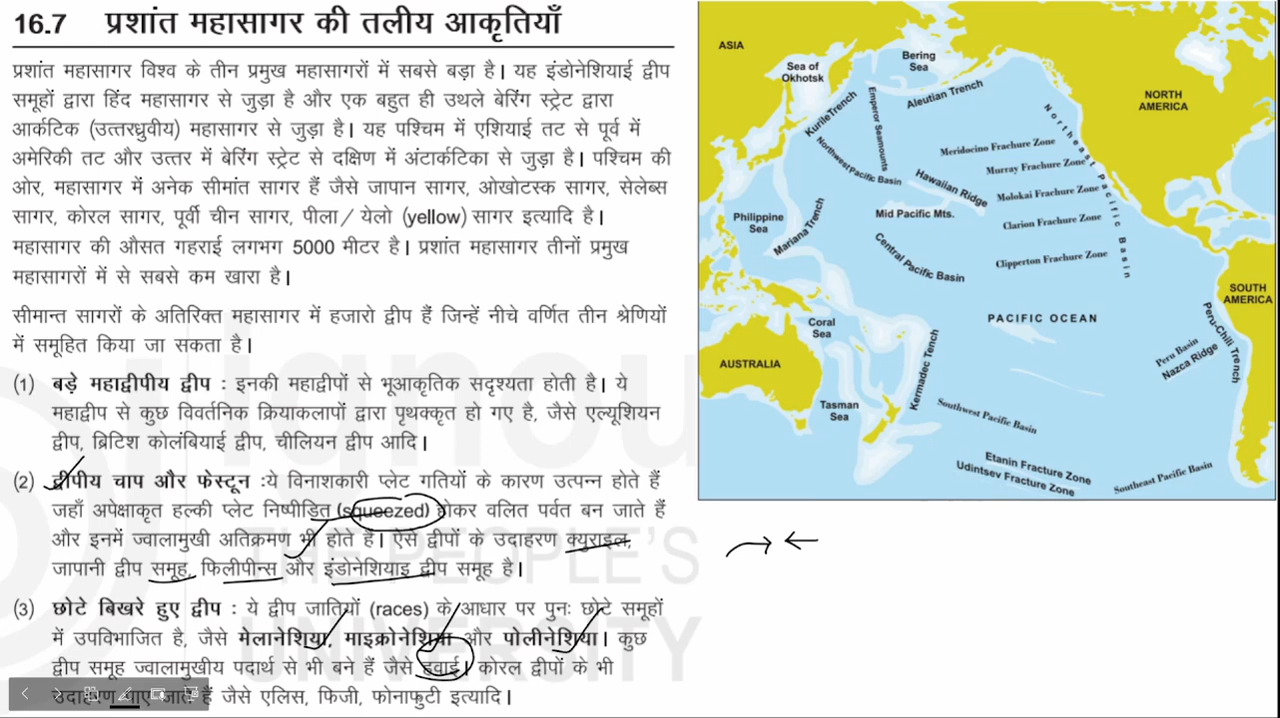 16.7 प्रशांत महासागर की तलीय आकृतियाँ
प्रशांत महासागर विश्व के पान प्रमुख महासागरों में सबसे बड़ा है। यह इंडोनेशियाई द्वीप
समूहों द्वारा हिंद महासागर से जुड़ा है और एक बहुत ही उथले बेरिंग स्ट्रेट द्वारा
आर्कटिक (उत्तरध्रुवीय) महासागर से जुड़ा है। यह पश्चिम में एशियाई तट से पूर्व में
अमेरिकी तट और उत्तर में बेरिंग स्ट्रेट से दक्षिण में अंटार्कटिका से जुड़ा है। पश्चिम की
ओर, महासागर में अनेक सीमांत सागर हैं जैसे जापान सागर, ओखोटस्क सागर, सेलेब्स
सागर, कोरल सागर, पूर्वी चीन सागर, पीला/येलो (yellow) सागर इत्यादि है।
महासागर की औसत गहराई लगभग 5000 मीटर है। प्रशांत महासागर तीनों प्रमुख
महासागरों में से सबसे कम खारा है।
सीमान्त सागरों के अतिरिक्त महासागर में हजारो द्वीप हैं जिन्हें नीचे वर्णित तीन श्रेणियों
में समूहित किया जा सकता है।
(1) बड़े महाद्वीपीय द्वीप : इनकी महाद्वीपों से भूआकृतिक सदृश्यता होती है। ये
महाद्वीप से कुछ विवर्तनिक क्रियाकलापों द्वारा पृथक्कृत हो गए है, जैसे एल्यूशियन
द्वीप, ब्रिटिश कोलंबियाई द्वीप, चीलियन द्वीप आदि।
(2) द्वीपीय चाप और फेस्टून :ये विनाशकारी प्लेट गतियों के कारण उत्पन्न होते हैं
जहाँ अपेक्षाकृत हल्की प्लेट निष्पीड़ित (squeezed) होकर वलित पर्वत बन जाते हैं
और इनमें ज्वालामुखी अतिक्रमण भी होते हैं। ऐसे द्वीपों के उदाहरण क्युराइल,
जापानी द्वीप समूह, फिलीपीन्स और इंडोनेशियाइ द्वीप समूह है।
(3) छोटे बिखरे हुए द्वीप : ये द्वीप जातियों (races) के आधार पर पुनः छोटे समूहों
में उपविभाजित है, जैसे मेलानेशिया, माइक्रोनेशिया और पोलीनेशिया। कुछ
द्वीप समूह ज्वालामुखीय पदार्थ से भी बने हैं जैसे हवाई। कोरल द्वीपों के भी
उदाहरण पाए जाते हैं जैसे एलिस, फिजी, फोनाफुटी इत्यादि।
ignou
THE PEOPLE'S
UNIVERSITY
ASIA
Sea of
Okhotsk
Bering
Sea
NORTH
AMERICA
Kurile Trench
Emperor Seamounts
Aleutian Trench
Northeast Pacific Basin
Northwest Pacific Basin
Meridocino Frachure Zone
Murray Frachure Zone
Hawaiian Ridge
Molokai Frachure Zone
Mid Pacific Mts.
Clarion Frachure Zone
Philippine
Sea
Mariana Trench
Central Pacific Basin
Clipperton Frachure Zone
SOUTH
AMERICA
PACIFIC OCEAN
Coral
Sea
AUSTRALIA
Kermadec Tench
Peru-Chili Trench
Peru Basin
Nazca Ridge
Tasman
Sea
Southwest Pacific Basin
Etanin Fracture Zone
Udintsev Fracture Zone
Southeast Pacific Basin